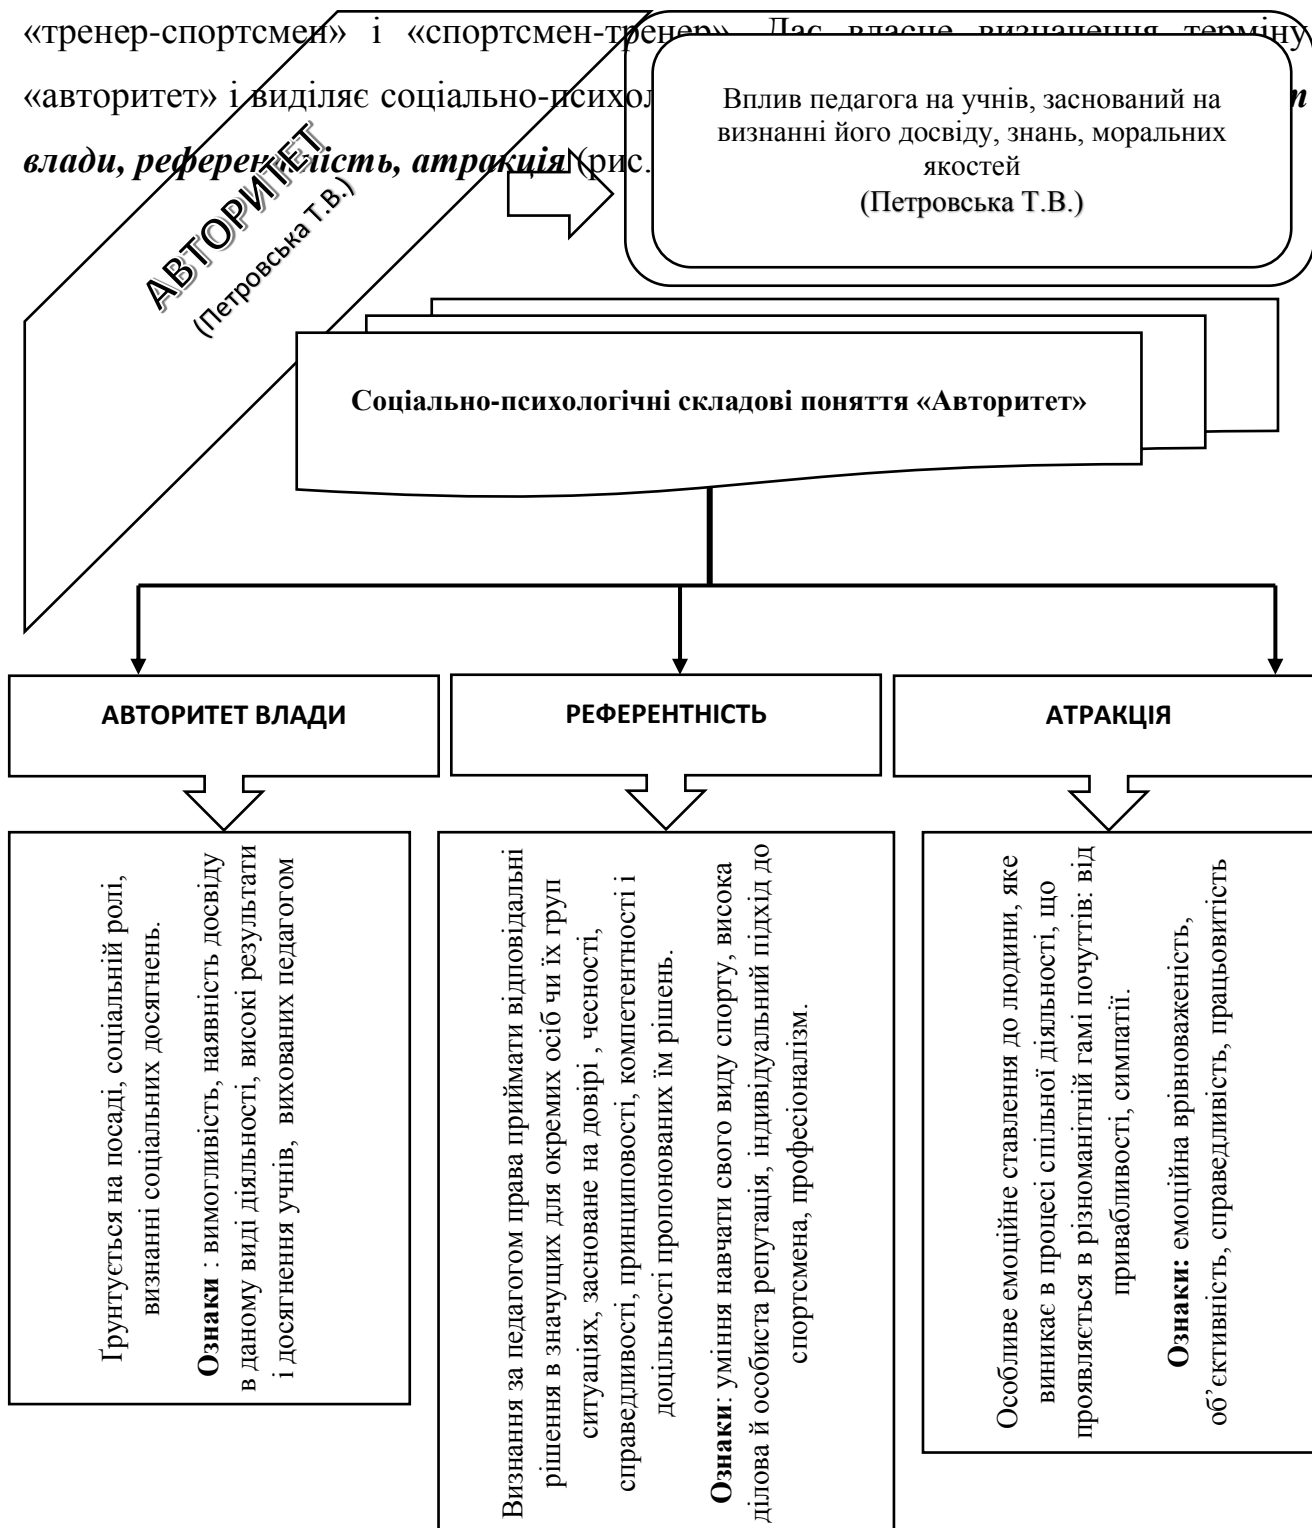 «тренер-спортсмен» і «спортсмен-тренер». Дає власне визначення терміну
«авторитет» і виділяє соціально-психол
влади, референтність, атракція (рис.
АВТОРИТЕТ
(Петровська Т.В.)
Вплив педагога на учнів, заснований на
визнанні його досвіду, знань, моральних
якостей
(Петровська Т.В.)
Соціально-психологічні складові поняття «Авторитет»
АВТОРИТЕТ ВЛАДИ
РЕФЕРЕНТНІСТЬ
АТРАКЦІЯ
Ґрунтується на посаді, соціальній ролі,
визнанні соціальних досягнень.
Ознаки : вимогливість, наявність досвіду
в даному виді діяльності, високі результати
і досягнення учнів, вихованих педагогом
Визнання за педагогом права приймати відповідальні
рішення в значущих для окремих осіб чи їх груп
ситуаціях, засноване на довірі , чесності,
справедливості, принциповості, компетентності і
доцільності пропонованих їм рішень.
Ознаки: уміння навчати свого виду спорту, висока
ділова й особиста репутація, індивідуальний підхід до
спортсмена, професіоналізм.
Особливе емоційне ставлення до людини, яке
виникає в процесі спільної діяльності, що
проявляється в різноманітній гамі почуттів: від
привабливості, симпатії.
Ознаки: емоційна врівноваженість,
об’єктивність, справедливість, працьовитість